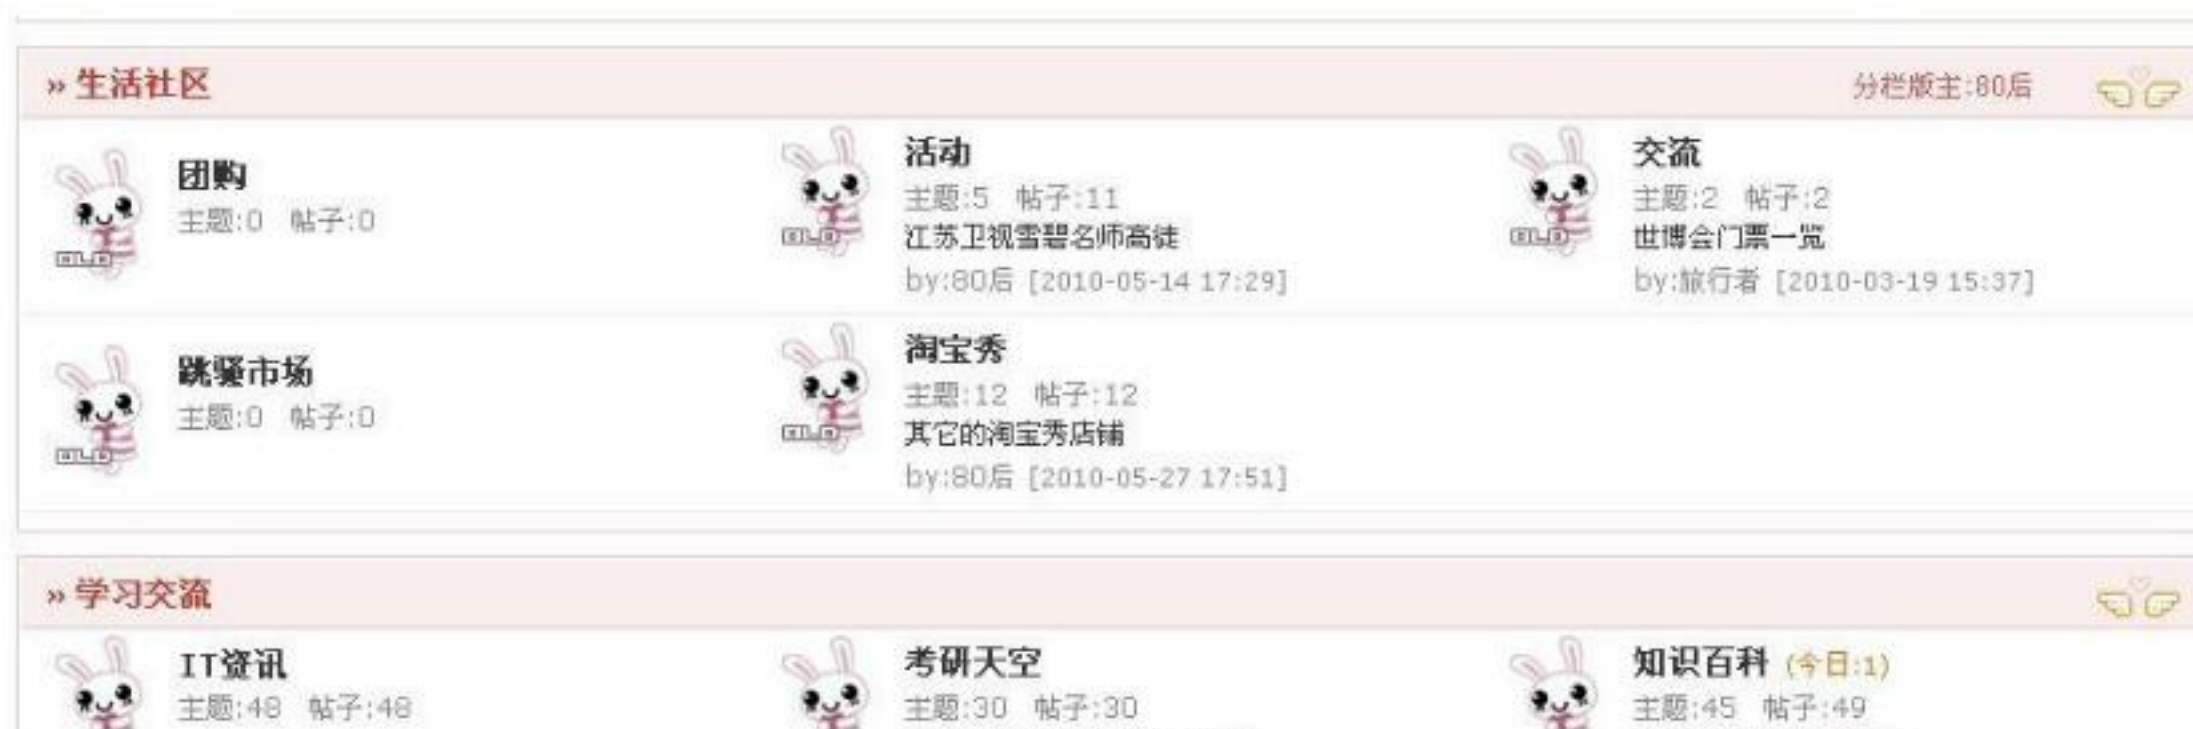 » 生活社区
分栏版主:80后
团购
主题:0 帖子:0
活动
主题:5 帖子:11
江苏卫视雪碧名师高徒
by:80后 [2010-05-14 17:29]
交流
主题:2 帖子:2
世博会门票一览
by:旅行者 [2010-03-19 15:37]
跳骚市场
主题:0 帖子:0
淘宝秀
主题:12 帖子:12
其它的淘宝秀店铺
by:80后 [2010-05-27 17:51]
» 学习交流
IT资讯
主题:48 帖子:48
考研天空
主题:30 帖子:30
知识百科 (今日:1)
主题:45 帖子:49